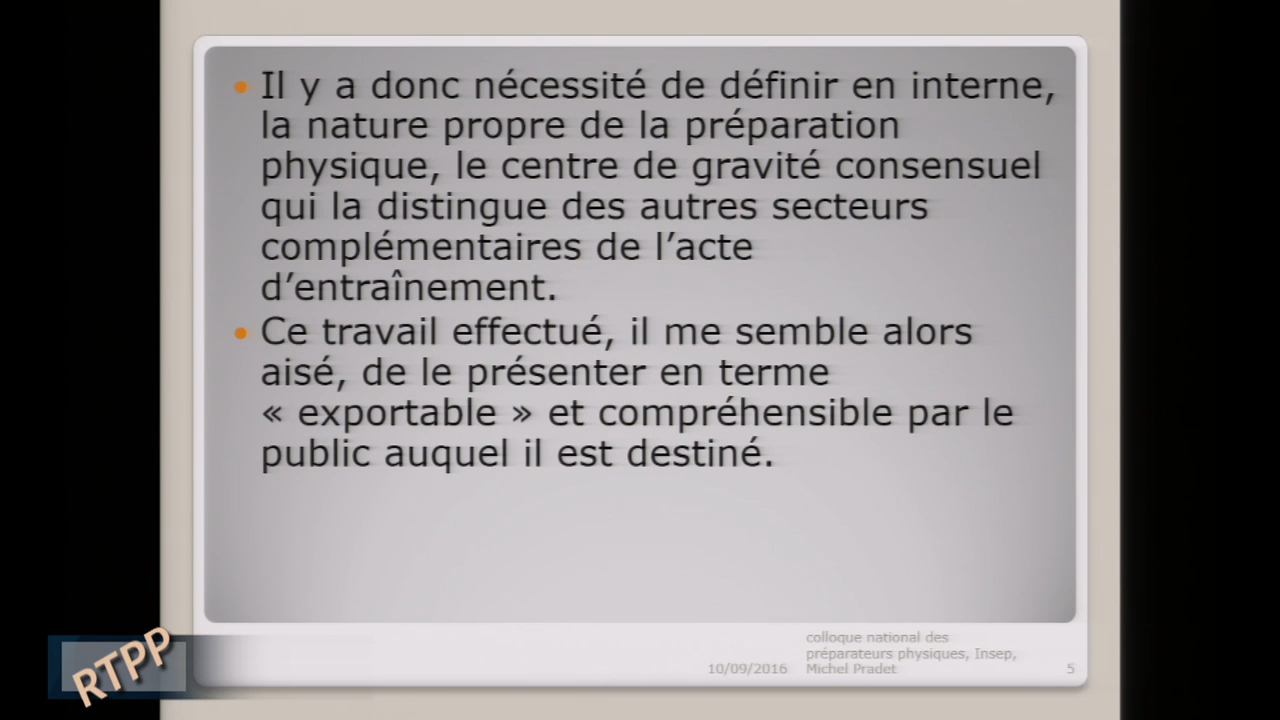 Il y a donc nécessité de définir en interne,
la nature propre de la préparation
physique, le centre de gravité consensuel
qui la distingue des autres secteurs
complémentaires de l’acte
d’entraînement.
Ce travail effectué, il me semble alors
aisé, de le présenter en terme
« exportable » et compréhensible par le
public auquel il est destiné.
colloque national des
préparateurs physiques, Insep,
10/09/2016 Michel Pradet 5
RTPP